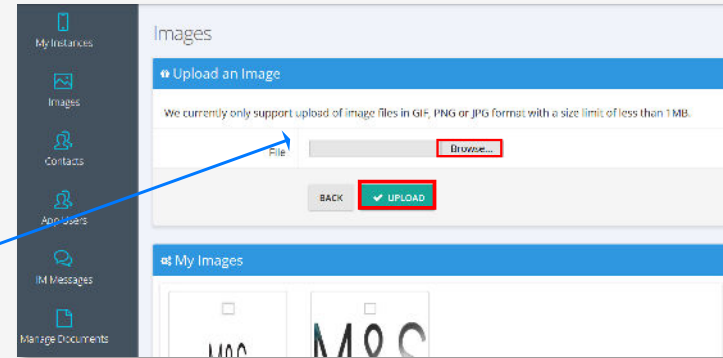 My Instances
Images
Contacts
App Users
IM Messages
Manage Documents
Images
Upload an Image
We currently only support upload of image files in GIF, PNG or JPG format with a size limit of less than 1MB.
File
Browse...
BACK
UPLOAD
My Images
M&S
M&S